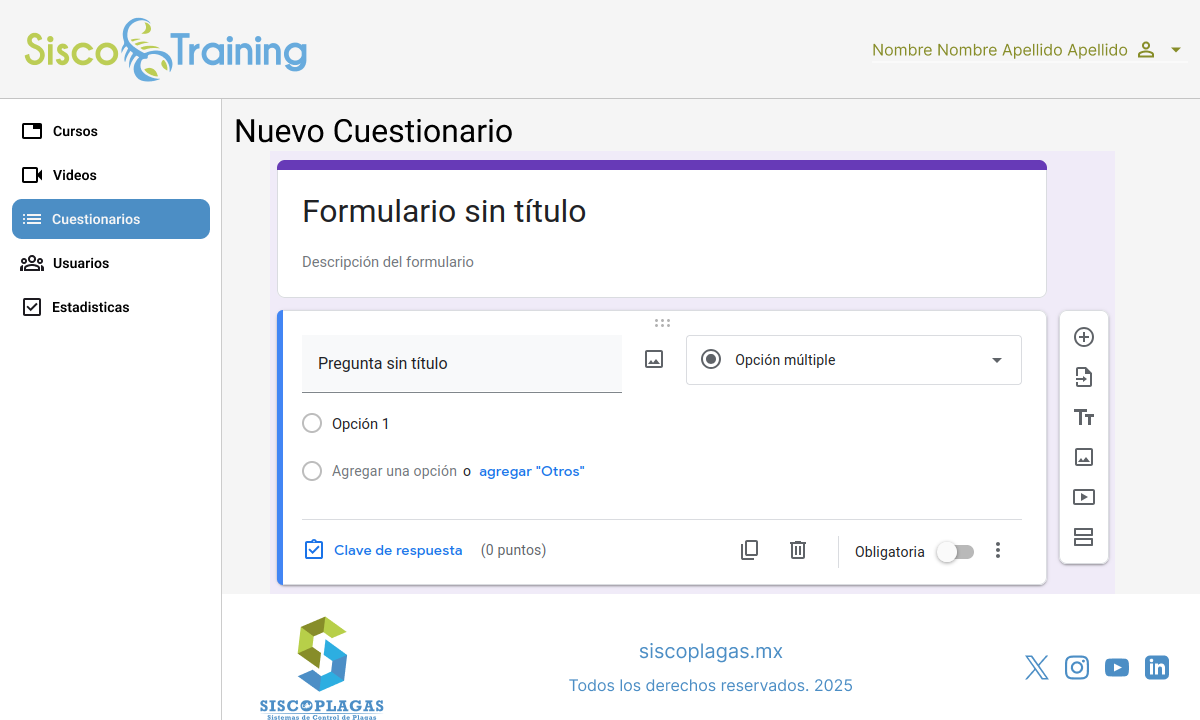 Sisco Training
Nombre Nombre Apellido Apellido
Cursos
Videos
Cuestionarios
Usuarios
Estadisticas
Nuevo Cuestionario
Formulario sin título
Descripción del formulario
Pregunta sin título
Opción múltiple
Opción 1
Agregar una opción o agregar "Otros"
Clave de respuesta (0 puntos)
Obligatoria
SISCOPLAGAS
Sistemas de Control de Plagas
siscoplagas.mx
Todos los derechos reservados. 2025